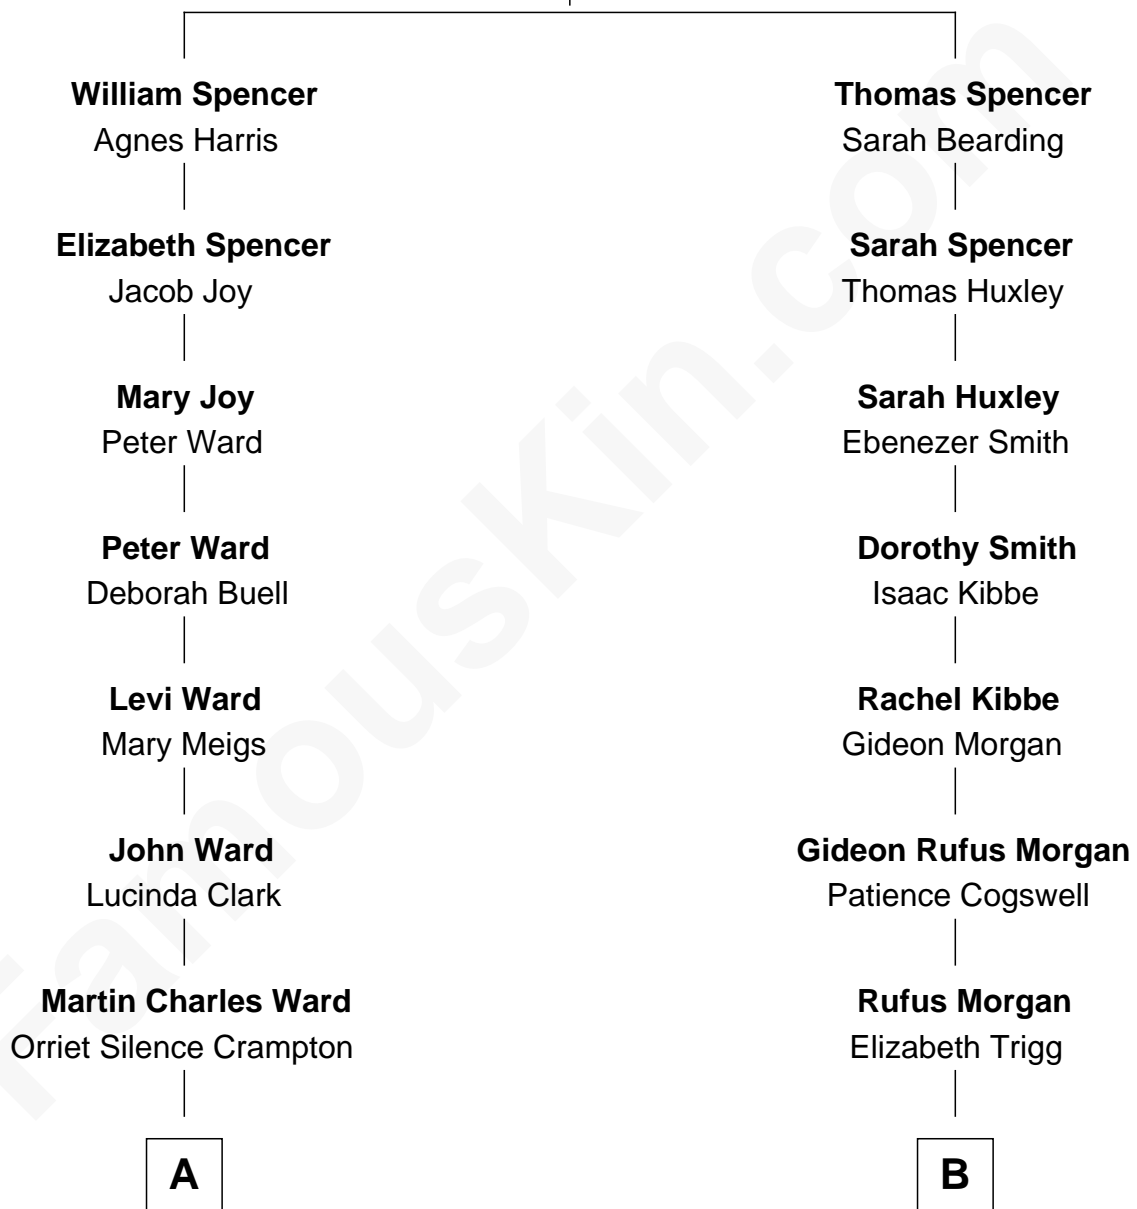 William Spencer
Agnes Harris
Elizabeth Spencer
Jacob Joy
Mary Joy
Peter Ward
Peter Ward
Deborah Buell
Levi Ward
Mary Meigs
John Ward
Lucinda Clark
Martin Charles Ward
Orriet Silence Crampton
A
Thomas Spencer
Sarah Bearding
Sarah Spencer
Thomas Huxley
Sarah Huxley
Ebenezer Smith
Dorothy Smith
Isaac Kibbe
Rachel Kibbe
Gideon Morgan
Gideon Rufus Morgan
Patience Cogswell
Rufus Morgan
Elizabeth Trigg
B
FamousKin.com